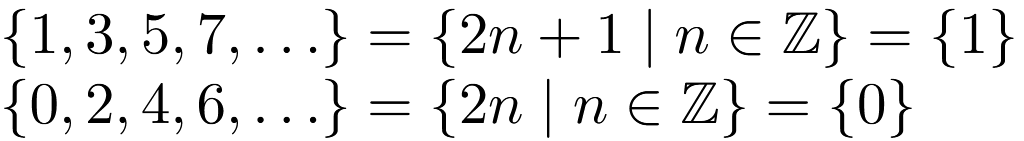 {1, 3, 5, 7, . . .} = {2n + 1 | n ∈ ℤ} = {1}
{0, 2, 4, 6, . . .} = {2n | n ∈ ℤ} = {0}